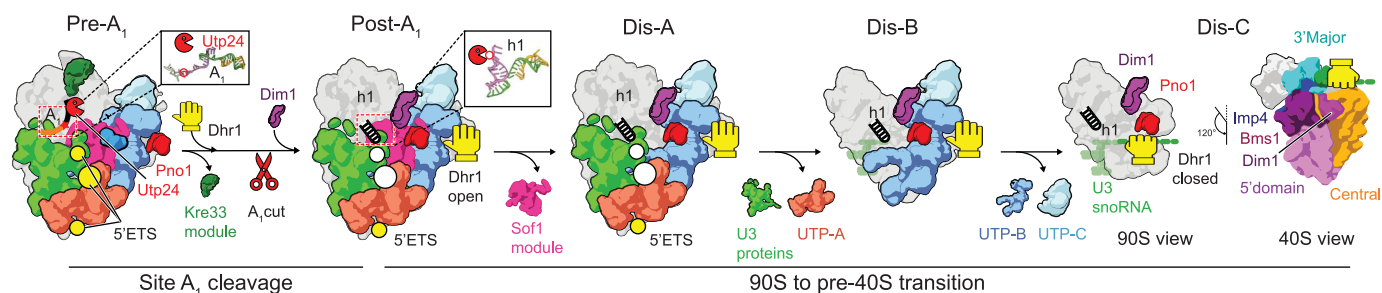 Pre-A1
Post-A1
Dis-A
Dis-B
Dis-C
Utp24
A1
A1
Dhr1
Dim1
Pno1
Utp24
Kre33
module
A1cut
5'ETS
h1
h1
Dhr1
open
Sof1
module
5'ETS
h1
5'ETS
U3
proteins
UTP-A
h1
UTP-B
UTP-C
Dim1
Pno1
h1
Dhr1
closed
U3
snoRNA
90S view
3'Major
120°
Imp4
Bms1
Dim1
5'domain
Central
40S view
Site A1 cleavage
90S to pre-40S transition